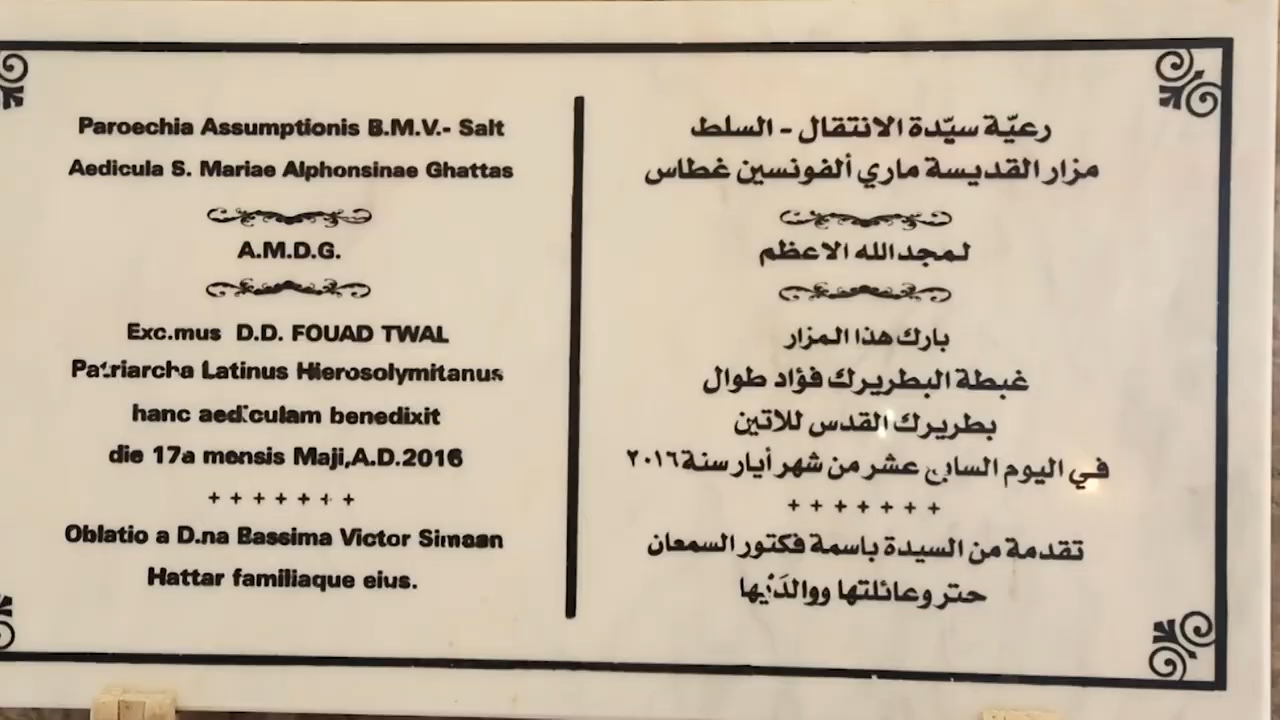 Paroechia Assumptionis B.M.V.- Salt
Aedicula S. Mariae Alphonsinae Ghattas
A.M.D.G.
Exc.mus D.D. FOUAD TWAL
Patriarcha Latinus Hierosolymitanus
hanc aediculam benedixit
die 17a mensis Maji,A.D.2016
+ + + + + + +
Oblatio a D.na Bassima Victor Simaan
Hattar familiaque eius.
رعيّة سيّدة الانتقال - السلط
مزار القديسة ماري ألفونسين غطاس
لمجد الله الاعظم
بارك هذا المزار
غبطة البطريرك فؤاد طوال
بطريرك القدس للاتين
في اليوم السابع عشر من شهر أيار سنة ٢٠١٦
+ + + + + + +
تقدمة من السيدة باسمة فكتور السمعان
حتر وعائلتها ووالدَيها